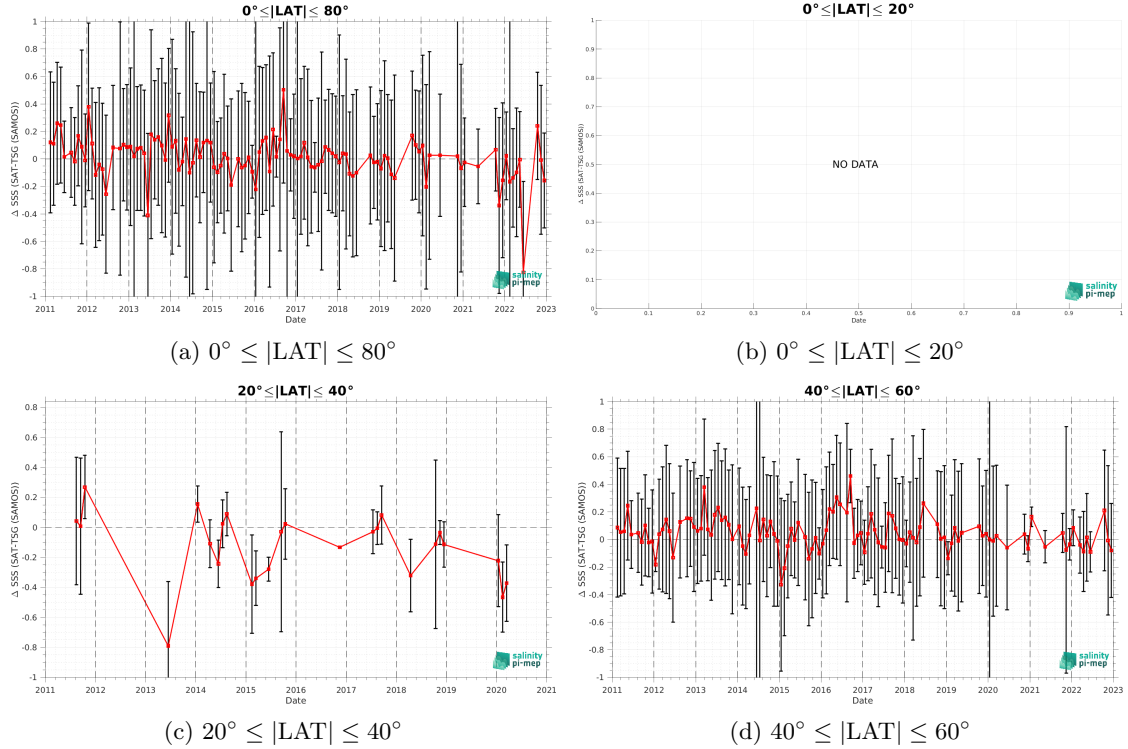 0°≤|LAT|≤ 80°
Δ SSS (SAT-TSG (SAMOS))
1
0.8
0.6
0.4
0.2
0
-0.2
-0.4
-0.6
-0.8
-1
2011 2012 2013 2014 2015 2016 2017 2018 2019 2020 2021 2022 2023
Date
salinity
pi-mep
(a) 0° ≤ |LAT| ≤ 80°
0°≤|LAT|≤ 20°
Δ SSS (SAT-TSG (SAMOS))
1
0.9
0.8
0.7
0.6
0.5
0.4
0.3
0.2
0.1
0
NO DATA
0 0.1 0.2 0.3 0.4 0.5 0.6 0.7 0.8 0.9 1
Date
salinity
pi-mep
(b) 0° ≤ |LAT| ≤ 20°
20°≤|LAT|≤ 40°
Δ SSS (SAT-TSG (SAMOS))
0.8
0.6
0.4
0.2
0
-0.2
-0.4
-0.6
-0.8
-1
2011 2012 2013 2014 2015 2016 2017 2018 2019 2020 2021
Date
salinity
pi-mep
(c) 20° ≤ |LAT| ≤ 40°
40°≤|LAT|≤ 60°
Δ SSS (SAT-TSG (SAMOS))
1
0.8
0.6
0.4
0.2
0
-0.2
-0.4
-0.6
-0.8
-1
2011 2012 2013 2014 2015 2016 2017 2018 2019 2020 2021 2022 2023
Date
salinity
pi-mep
(d) 40° ≤ |LAT| ≤ 60°